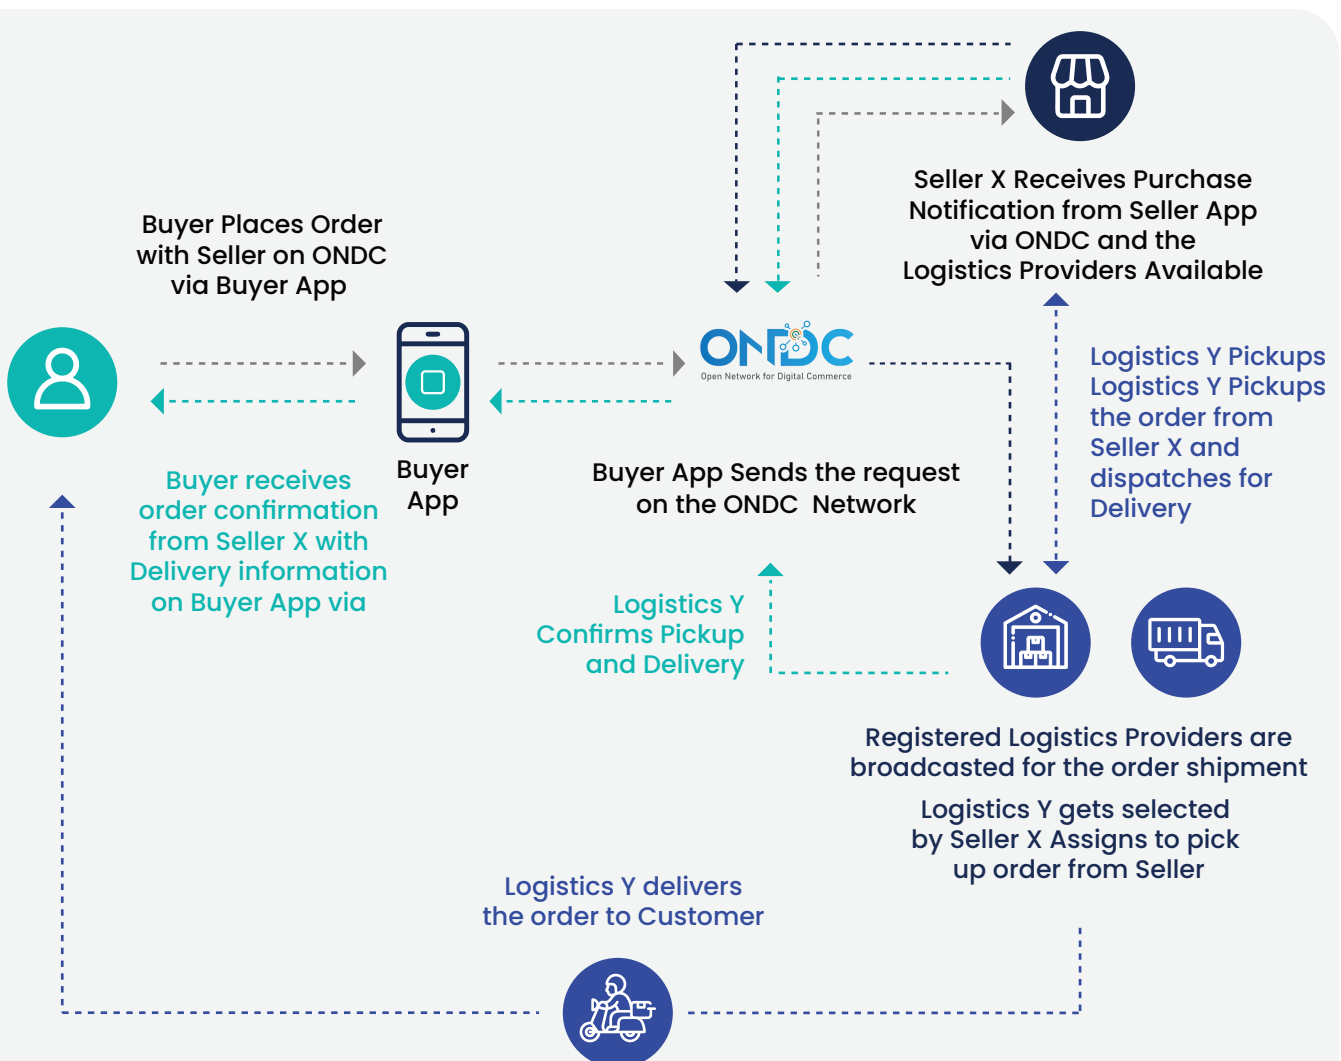 Seller X Receives Purchase
Notification from Seller App
via ONDC and the
Logistics Providers Available
Buyer Places Order
with Seller on ONDC
via Buyer App
ONDC
Open Network for Digital Commerce
Logistics Y Pickups
Logistics Y Pickups
the order from
Seller X and
dispatches for
Delivery
Buyer
App
Buyer App Sends the request
on the ONDC Network
Buyer receives
order confirmation
from Seller X with
Delivery information
on Buyer App via
Logistics Y
Confirms Pickup
and Delivery
Registered Logistics Providers are
broadcasted for the order shipment
Logistics Y gets selected
by Seller X Assigns to pick
up order from Seller
Logistics Y delivers
the order to Customer